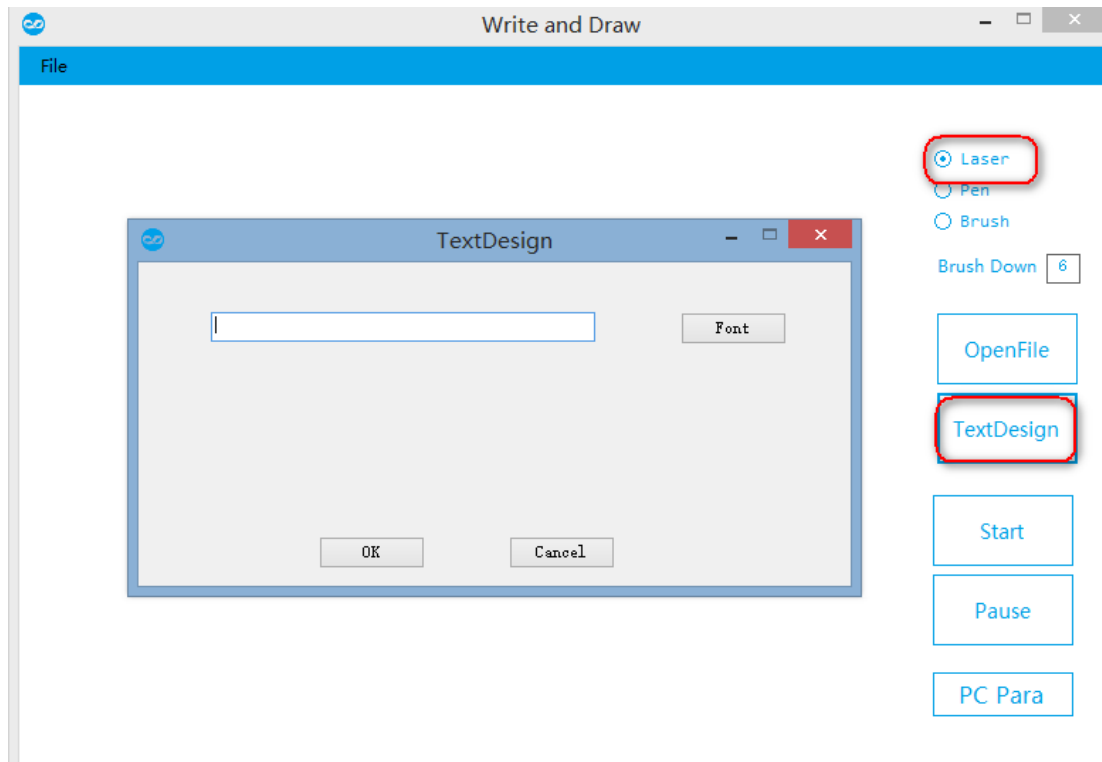 Write and Draw
File
Laser
Pen
Brush
Brush Down 6
TextDesign
Font
OpenFile
TextDesign
OK Cancel
Start
Pause
PC Para